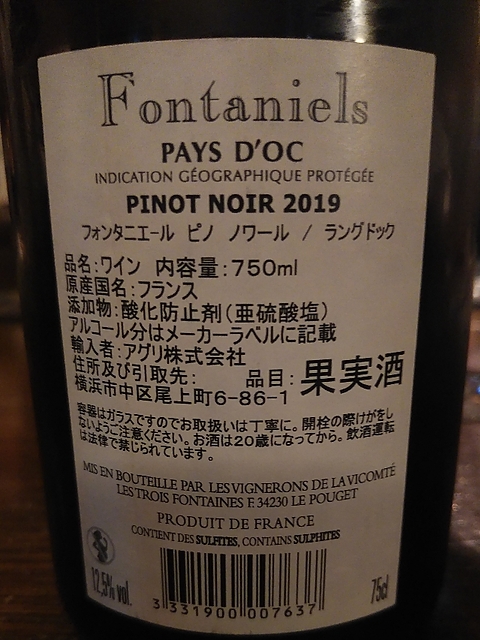 Fontaniels
PAYS D'OC
INDICATION GÉOGRAPHIQUE PROTÉGÉE
PINOT NOIR 2019
フォンタニエール ピノ ノワール / ラングドック
品名:ワイン 内容量:750ml
原産国名:フランス
添加物:酸化防止剤(亜硫酸塩)
アルコール分はメーカーラベルに記載
輸入者:アグリ株式会社
住所及び引取先: 品目:果実酒
横浜市中区尾上町6-86-1
容器はガラスですのでお取扱いは丁寧に。開栓の際けがをし
ないようご注意ください。お酒は20歳になってから。飲酒運転
は法律で禁じられています。
MIS EN BOUTEILLE PAR LES VIGNERONS DE LA VICOMTÉ
LES TROIS FONTAINES F. 34230 LE POUGET
PRODUIT DE FRANCE
CONTIENT DES SULFITES, CONTAINS SULPHITES
12,5% vol. 75cl
3 331900 007637